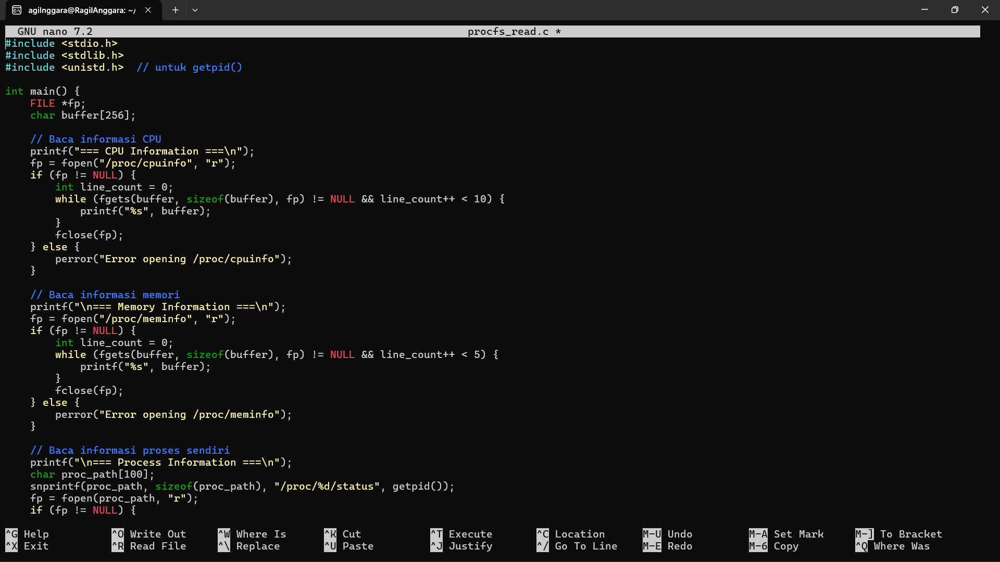 agilnggara@RagilAnggara: ~/
GNU nano 7.2 procfs_read.c *
#include <stdio.h>
#include <stdlib.h>
#include <unistd.h>  // untuk getpid()

int main() {
    FILE *fp;
    char buffer[256];

    // Baca informasi CPU
    printf("=== CPU Information ===\n");
    fp = fopen("/proc/cpuinfo", "r");
    if (fp != NULL) {
        int line_count = 0;
        while (fgets(buffer, sizeof(buffer), fp) != NULL && line_count++ < 10) {
            printf("%s", buffer);
        }
        fclose(fp);
    } else {
        perror("Error opening /proc/cpuinfo");
    }

    // Baca informasi memori
    printf("\n=== Memory Information ===\n");
    fp = fopen("/proc/meminfo", "r");
    if (fp != NULL) {
        int line_count = 0;
        while (fgets(buffer, sizeof(buffer), fp) != NULL && line_count++ < 5) {
            printf("%s", buffer);
        }
        fclose(fp);
    } else {
        perror("Error opening /proc/meminfo");
    }

    // Baca informasi proses sendiri
    printf("\n=== Process Information ===\n");
    char proc_path[100];
    snprintf(proc_path, sizeof(proc_path), "/proc/%d/status", getpid());
    fp = fopen(proc_path, "r");
    if (fp != NULL) {

^G Help ^O Write Out ^W Where Is ^K Cut ^T Execute ^C Location M-U Undo M-A Set Mark M-] To Bracket
^X Exit ^R Read File ^\ Replace ^U Paste ^J Justify ^/ Go To Line M-E Redo M-6 Copy ^Q Where Was